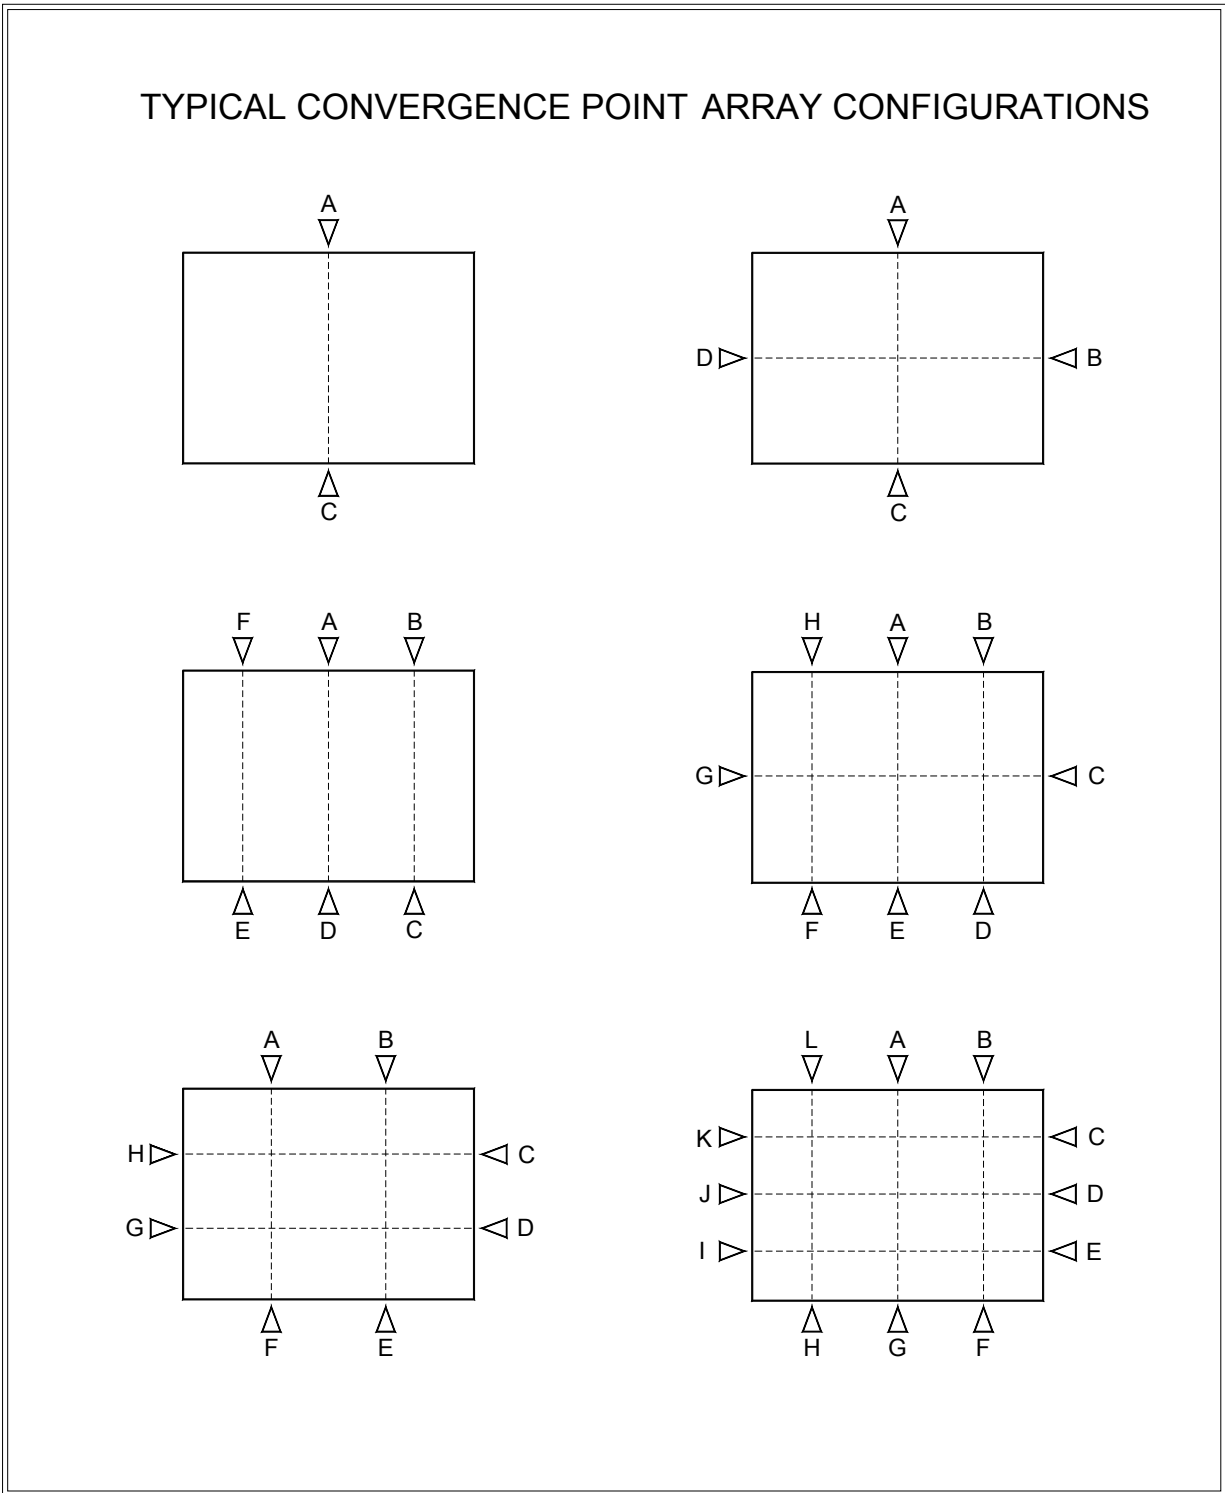 TYPICAL CONVERGENCE POINT ARRAY CONFIGURATIONS
A
C
A
D B
C
F A B
E D C
H A B
G C
F E D
A B
H C
G D
F E
L A B
K C
J D
I E
H G F